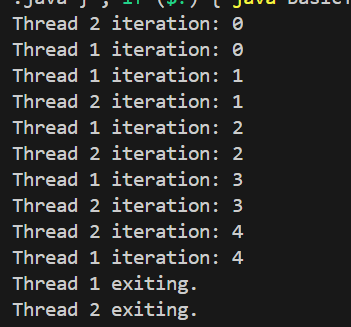 .java } ; if ($?) { java Basic
Thread 2 iteration: 0
Thread 1 iteration: 0
Thread 1 iteration: 1
Thread 2 iteration: 1
Thread 1 iteration: 2
Thread 2 iteration: 2
Thread 1 iteration: 3
Thread 2 iteration: 3
Thread 2 iteration: 4
Thread 1 iteration: 4
Thread 1 exiting.
Thread 2 exiting.